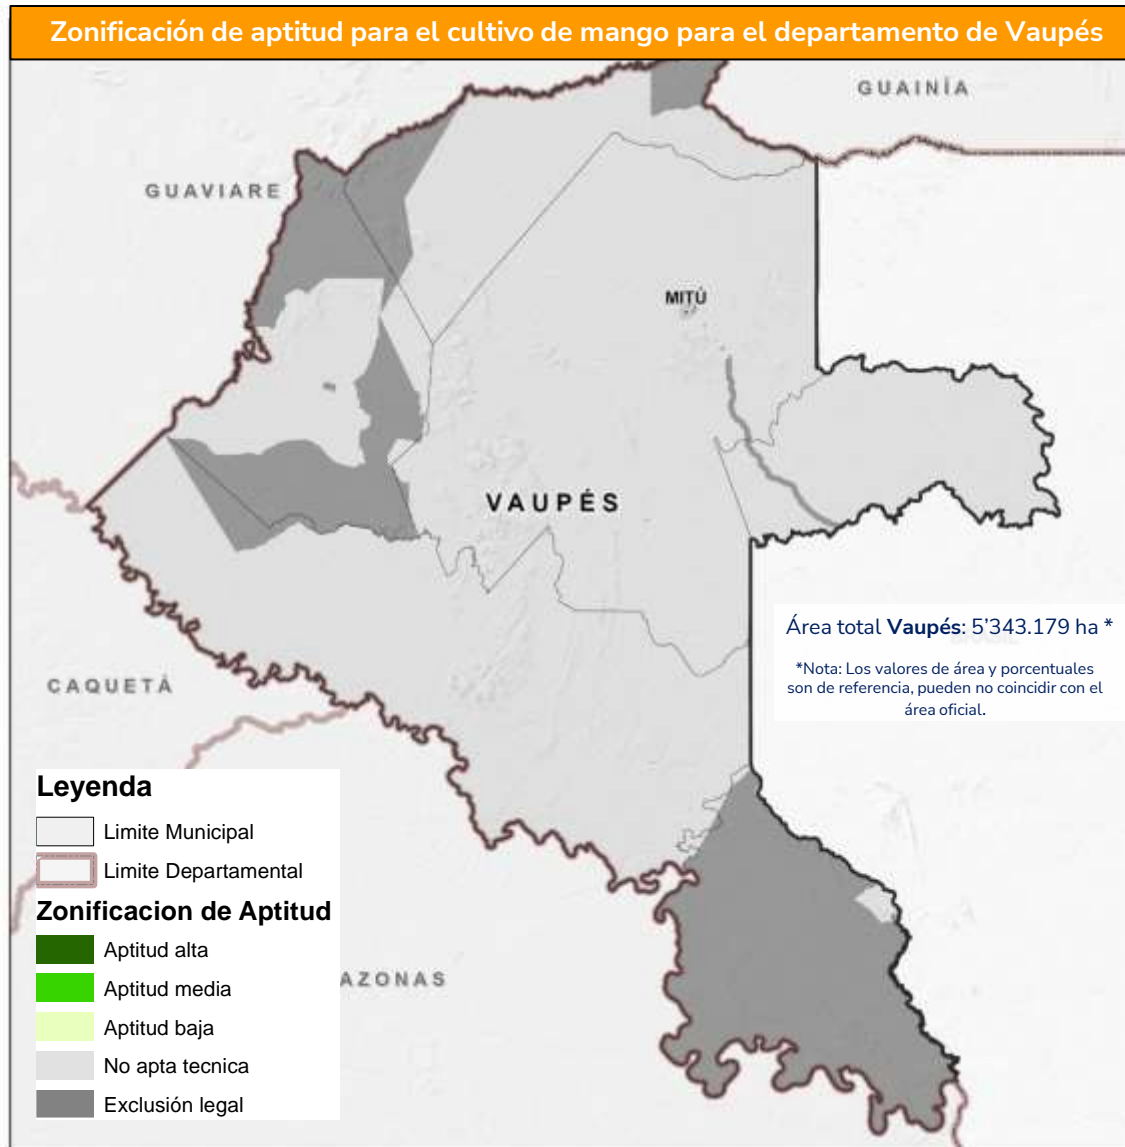 Zonificación de aptitud para el cultivo de mango para el departamento de Vaupés
GUAINÍA
GUAVIARE
MITÚ
VAUPÉS
Área total Vaupés: 5’343.179 ha *
*Nota: Los valores de área y porcentuales
son de referencia, pueden no coincidir con el
área oficial.
CAQUETÁ
AZONAS
Leyenda
Limite Municipal
Limite Departamental
Zonificacion de Aptitud
Aptitud alta
Aptitud media
Aptitud baja
No apta tecnica
Exclusión legal